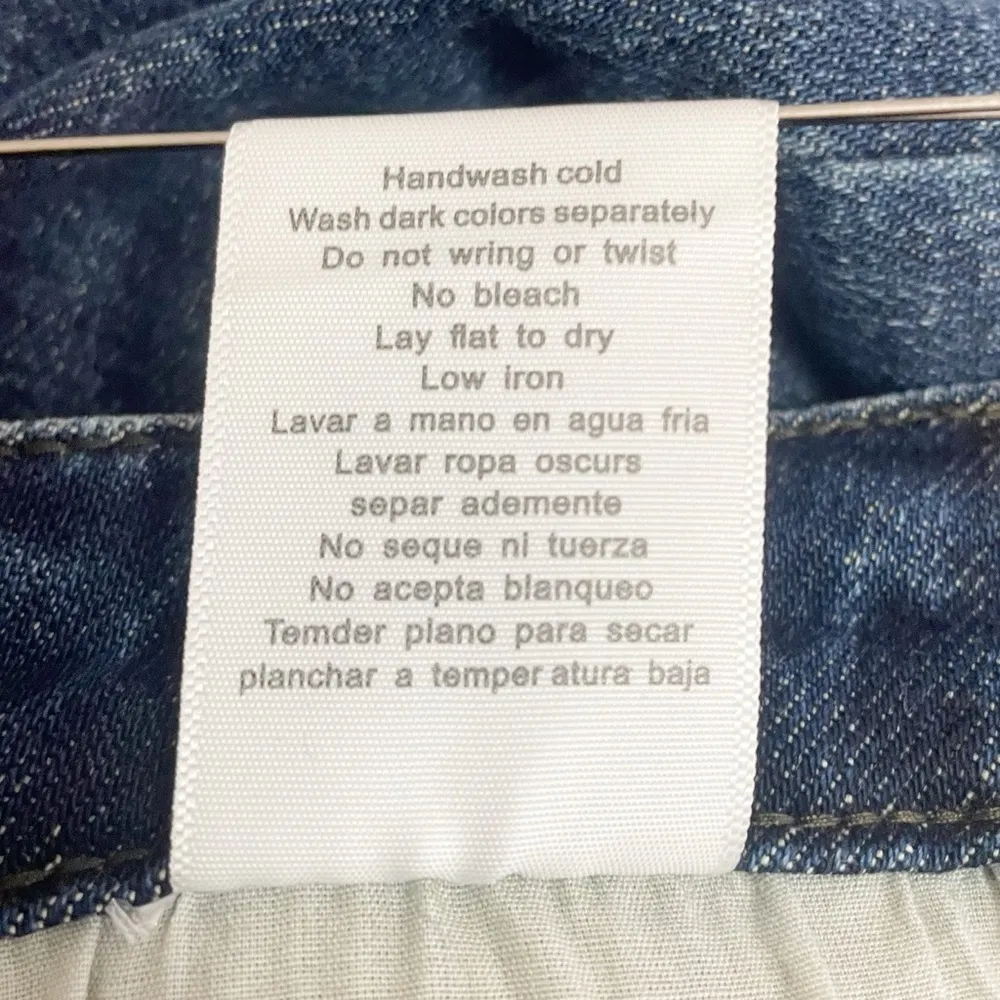 Handwash cold
Wash dark colors separately
Do not wring or twist
No bleach
Lay flat to dry
Low iron
Lavar a mano en agua fria
Lavar ropa oscurs
separ ademente
No seque ni tuerza
No acepta blanqueo
Temder plano para secar
planchar a temper atura baja